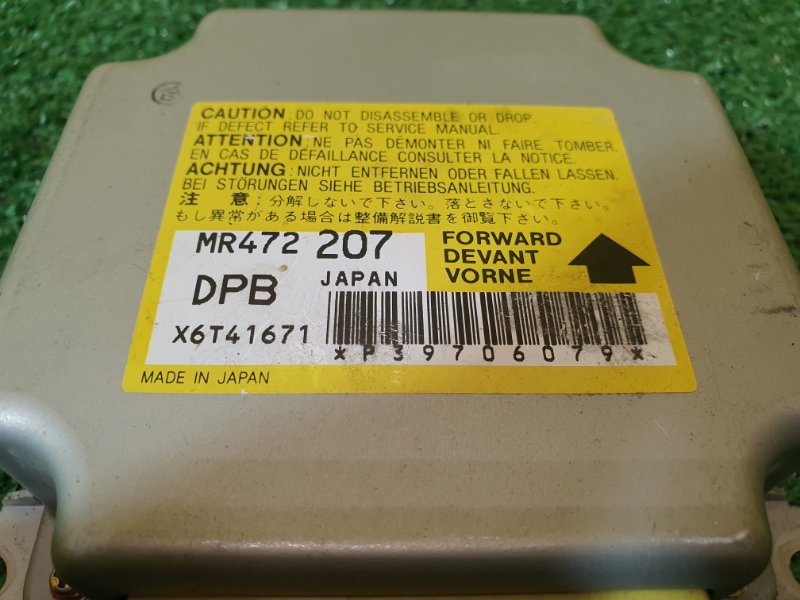 CAUTION: DO NOT DISASSEMBLE OR DROP.
IF DEFECT REFER TO SERVICE MANUAL.
ATTENTION: NE PAS DÉMONTER NI FAIRE TOMBER.
EN CAS DE DÉFAILLANCE CONSULTER LA NOTICE.
ACHTUNG: NICHT ENTFERNEN ODER FALLEN LASSEN.
BEI STÖRUNGEN SIEHE BETRIEBSANLEITUNG.
注 意: 分解しないで下さい。落とさないで下さい。
もし異常がある場合は整備解説書を御覧下さい。
MR472 207
FORWARD
DEVANT
VORNE
DPB JAPAN
X6T41671
*P39706079*
MADE IN JAPAN